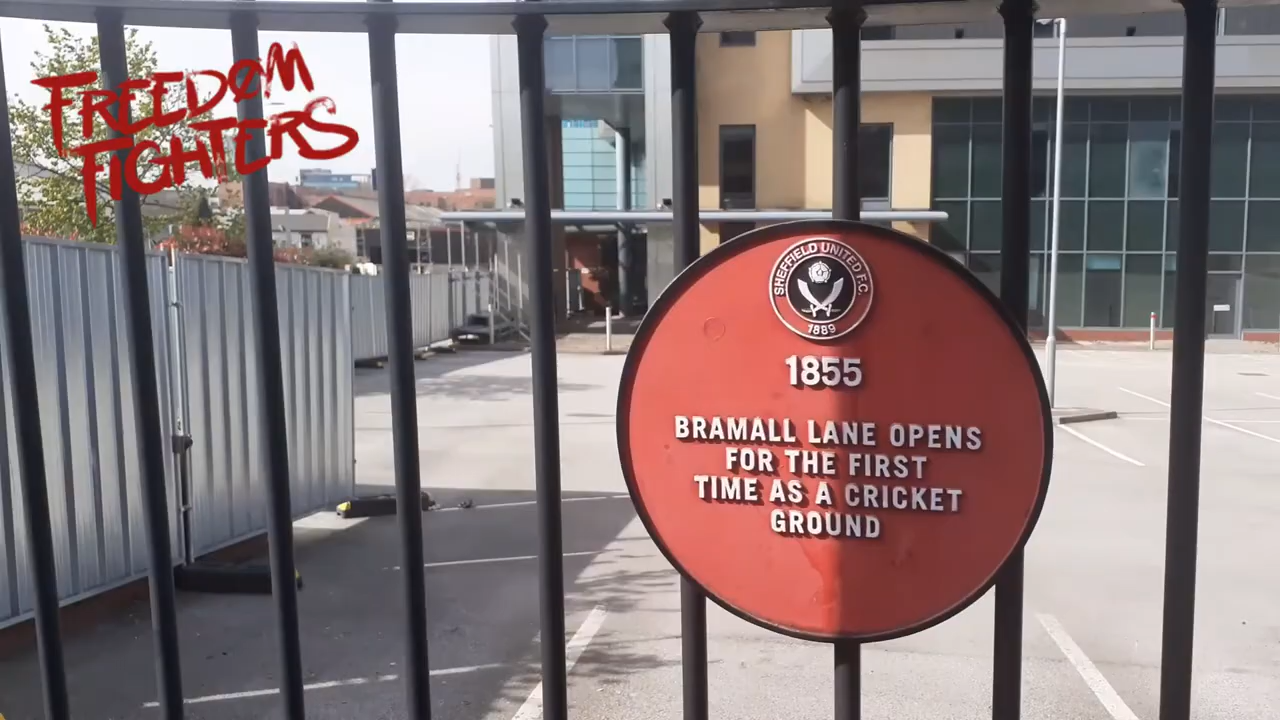 FREEDOM
FIGHTERS
SHEFFIELD UNITED F.C.
1889
1855
BRAMALL LANE OPENS
FOR THE FIRST
TIME AS A CRICKET
GROUND